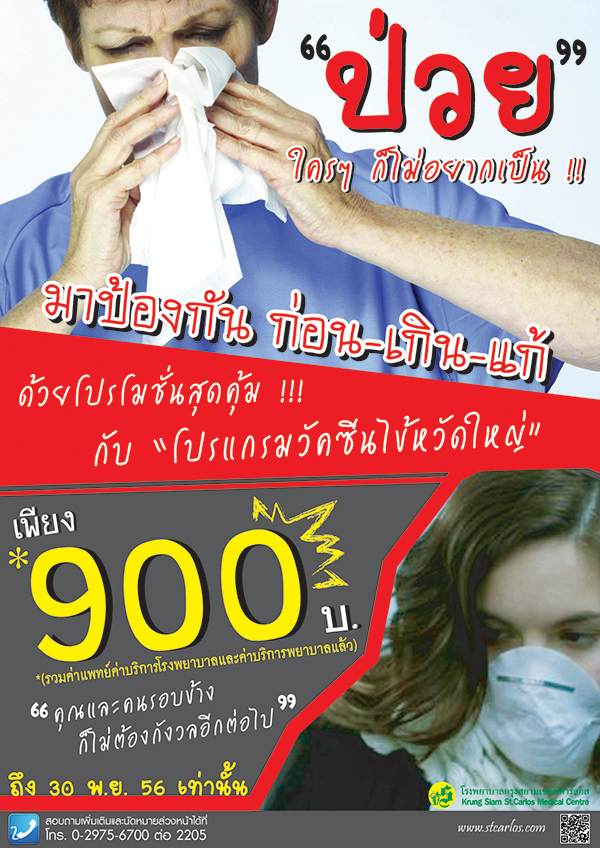 “ป่วย”
ใครๆ ก็ไม่อยากเป็น !!
มาป้องกัน ก่อน-เกิน-แก้
ด้วยโปรโมชั่นสุดคุ้ม !!!
กับ “โปรแกรมวัคซีนไข้หวัดใหญ่”
เพียง
*900 บ.
*(รวมค่าแพทย์ค่าบริการโรงพยาบาลและค่าบริการพยาบาลแล้ว)
“คุณและคนรอบข้าง
ก็ไม่ต้องกังวลอีกต่อไป”
ถึง 30 พ.ย. 56 เท่านั้น
โรงพยาบาลกรุงสยามเซนต์คาร์ลอส
Krung Siam St.Carlos Medical Centre
สอบถามเพิ่มเติมและนัดหมายล่วงหน้าได้ที่
โทร. 0-2975-6700 ต่อ 2205
www.stcarlos.com